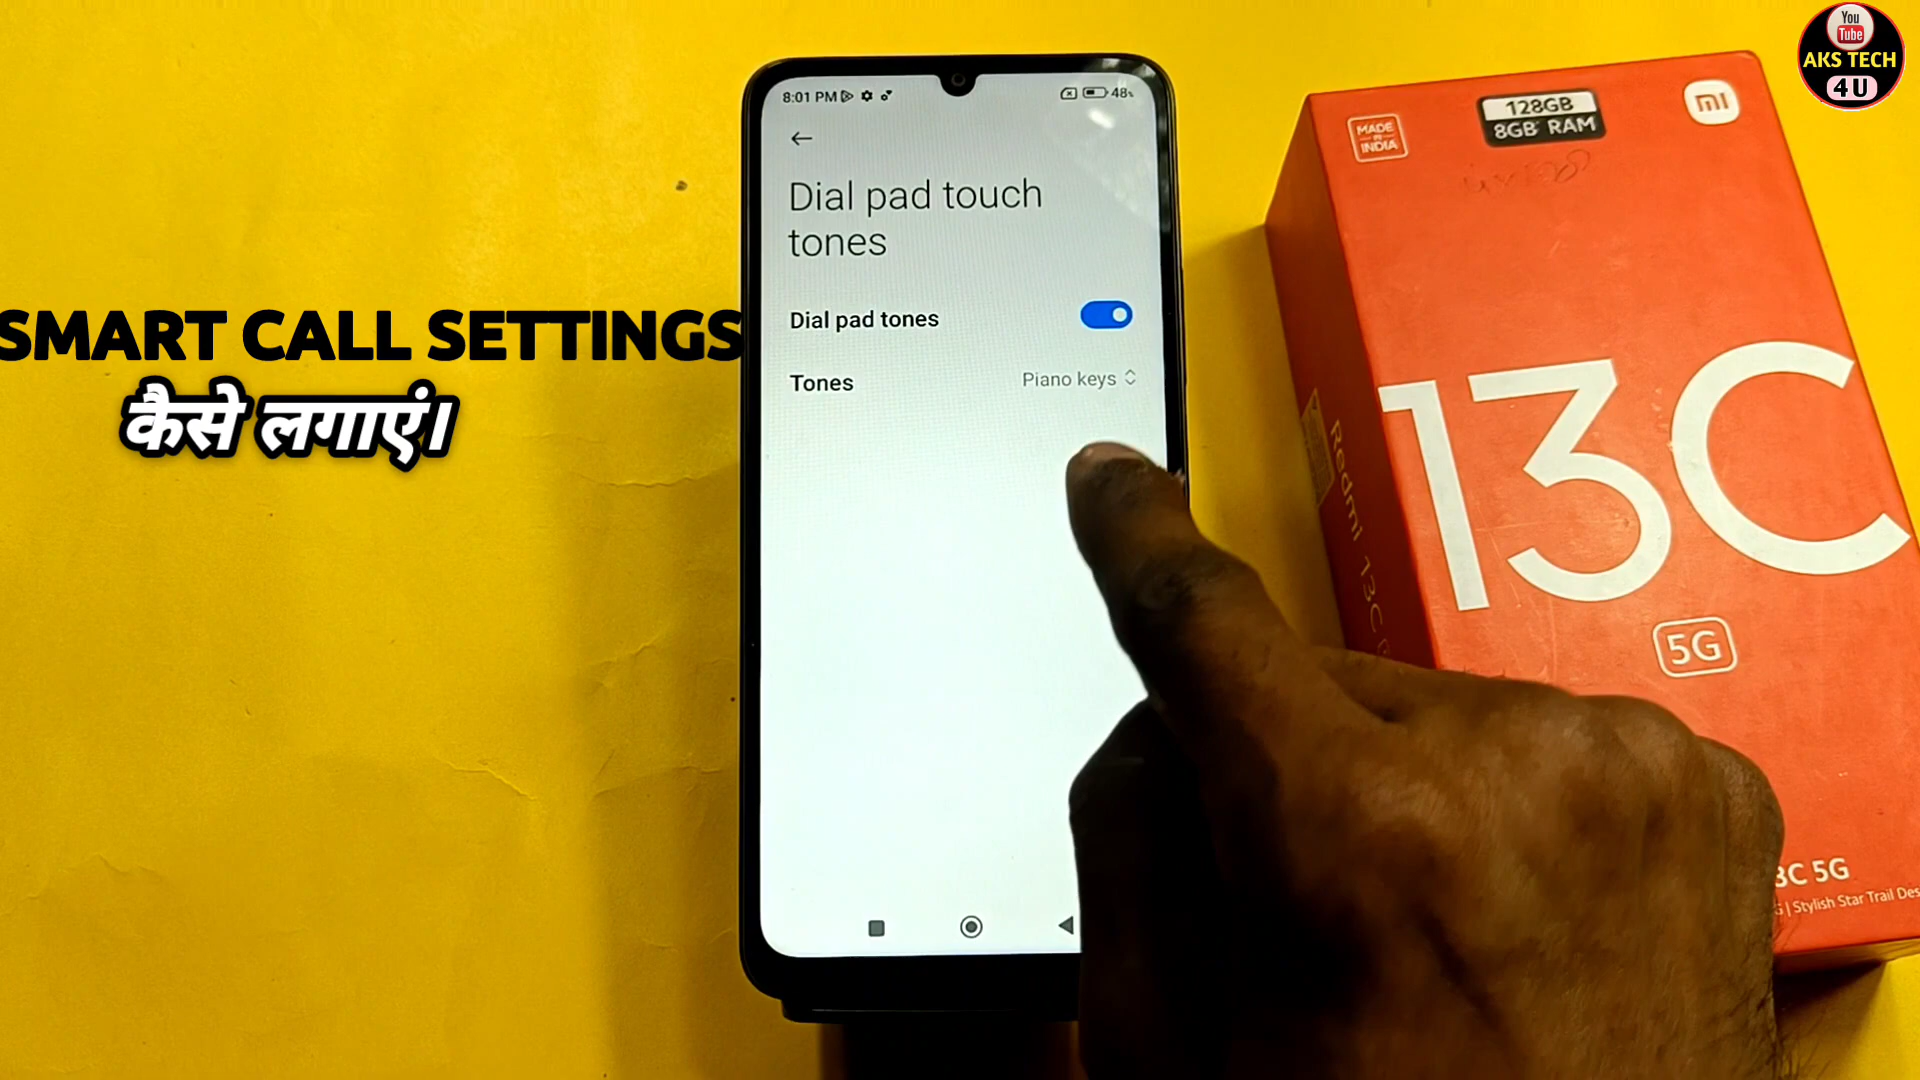 You
Tube
AKS TECH
4U
8:01 PM
48%
Dial pad touch
tones
Dial pad tones
Tones
Piano keys
SMART CALL SETTINGS
कैसे लगाएं।
MADE
IN
INDIA
128GB
8GB RAM
mi
13C
5G
Redmi 13C
3C 5G
| Stylish Star Trail Des